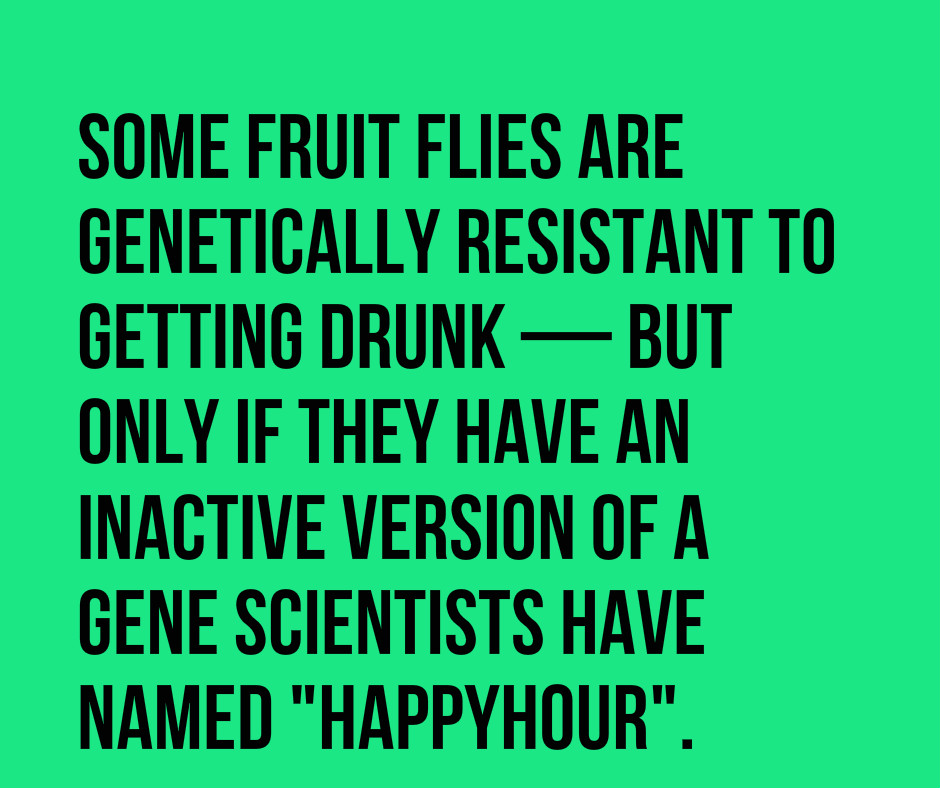 SOME FRUIT FLIES ARE
GENETICALLY RESISTANT TO
GETTING DRUNK — BUT
ONLY IF THEY HAVE AN
INACTIVE VERSION OF A
GENE SCIENTISTS HAVE
NAMED "HAPPYHOUR".